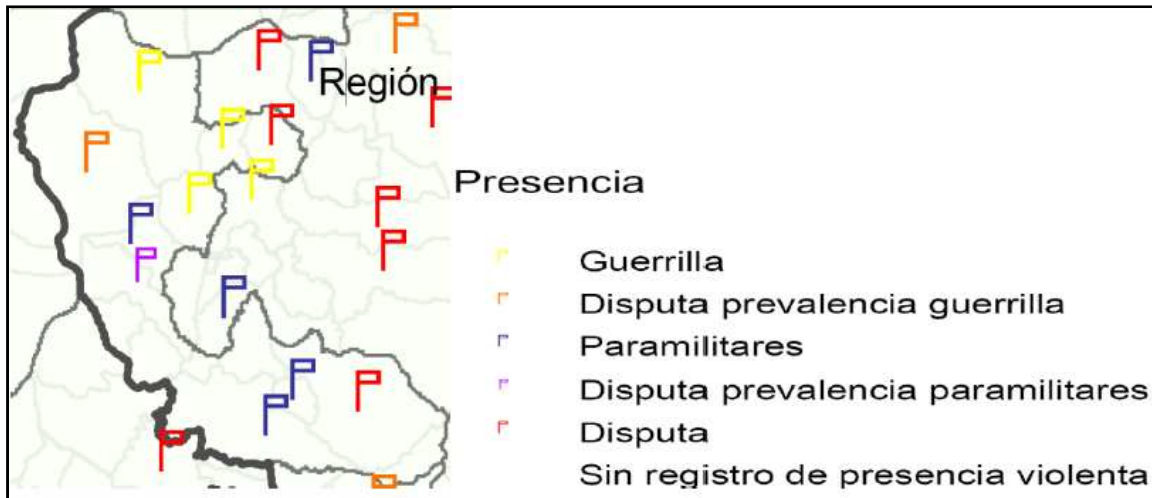 Región
Presencia
Guerrilla
Disputa prevalencia guerrilla
Paramilitares
Disputa prevalencia paramilitares
Disputa
Sin registro de presencia violenta